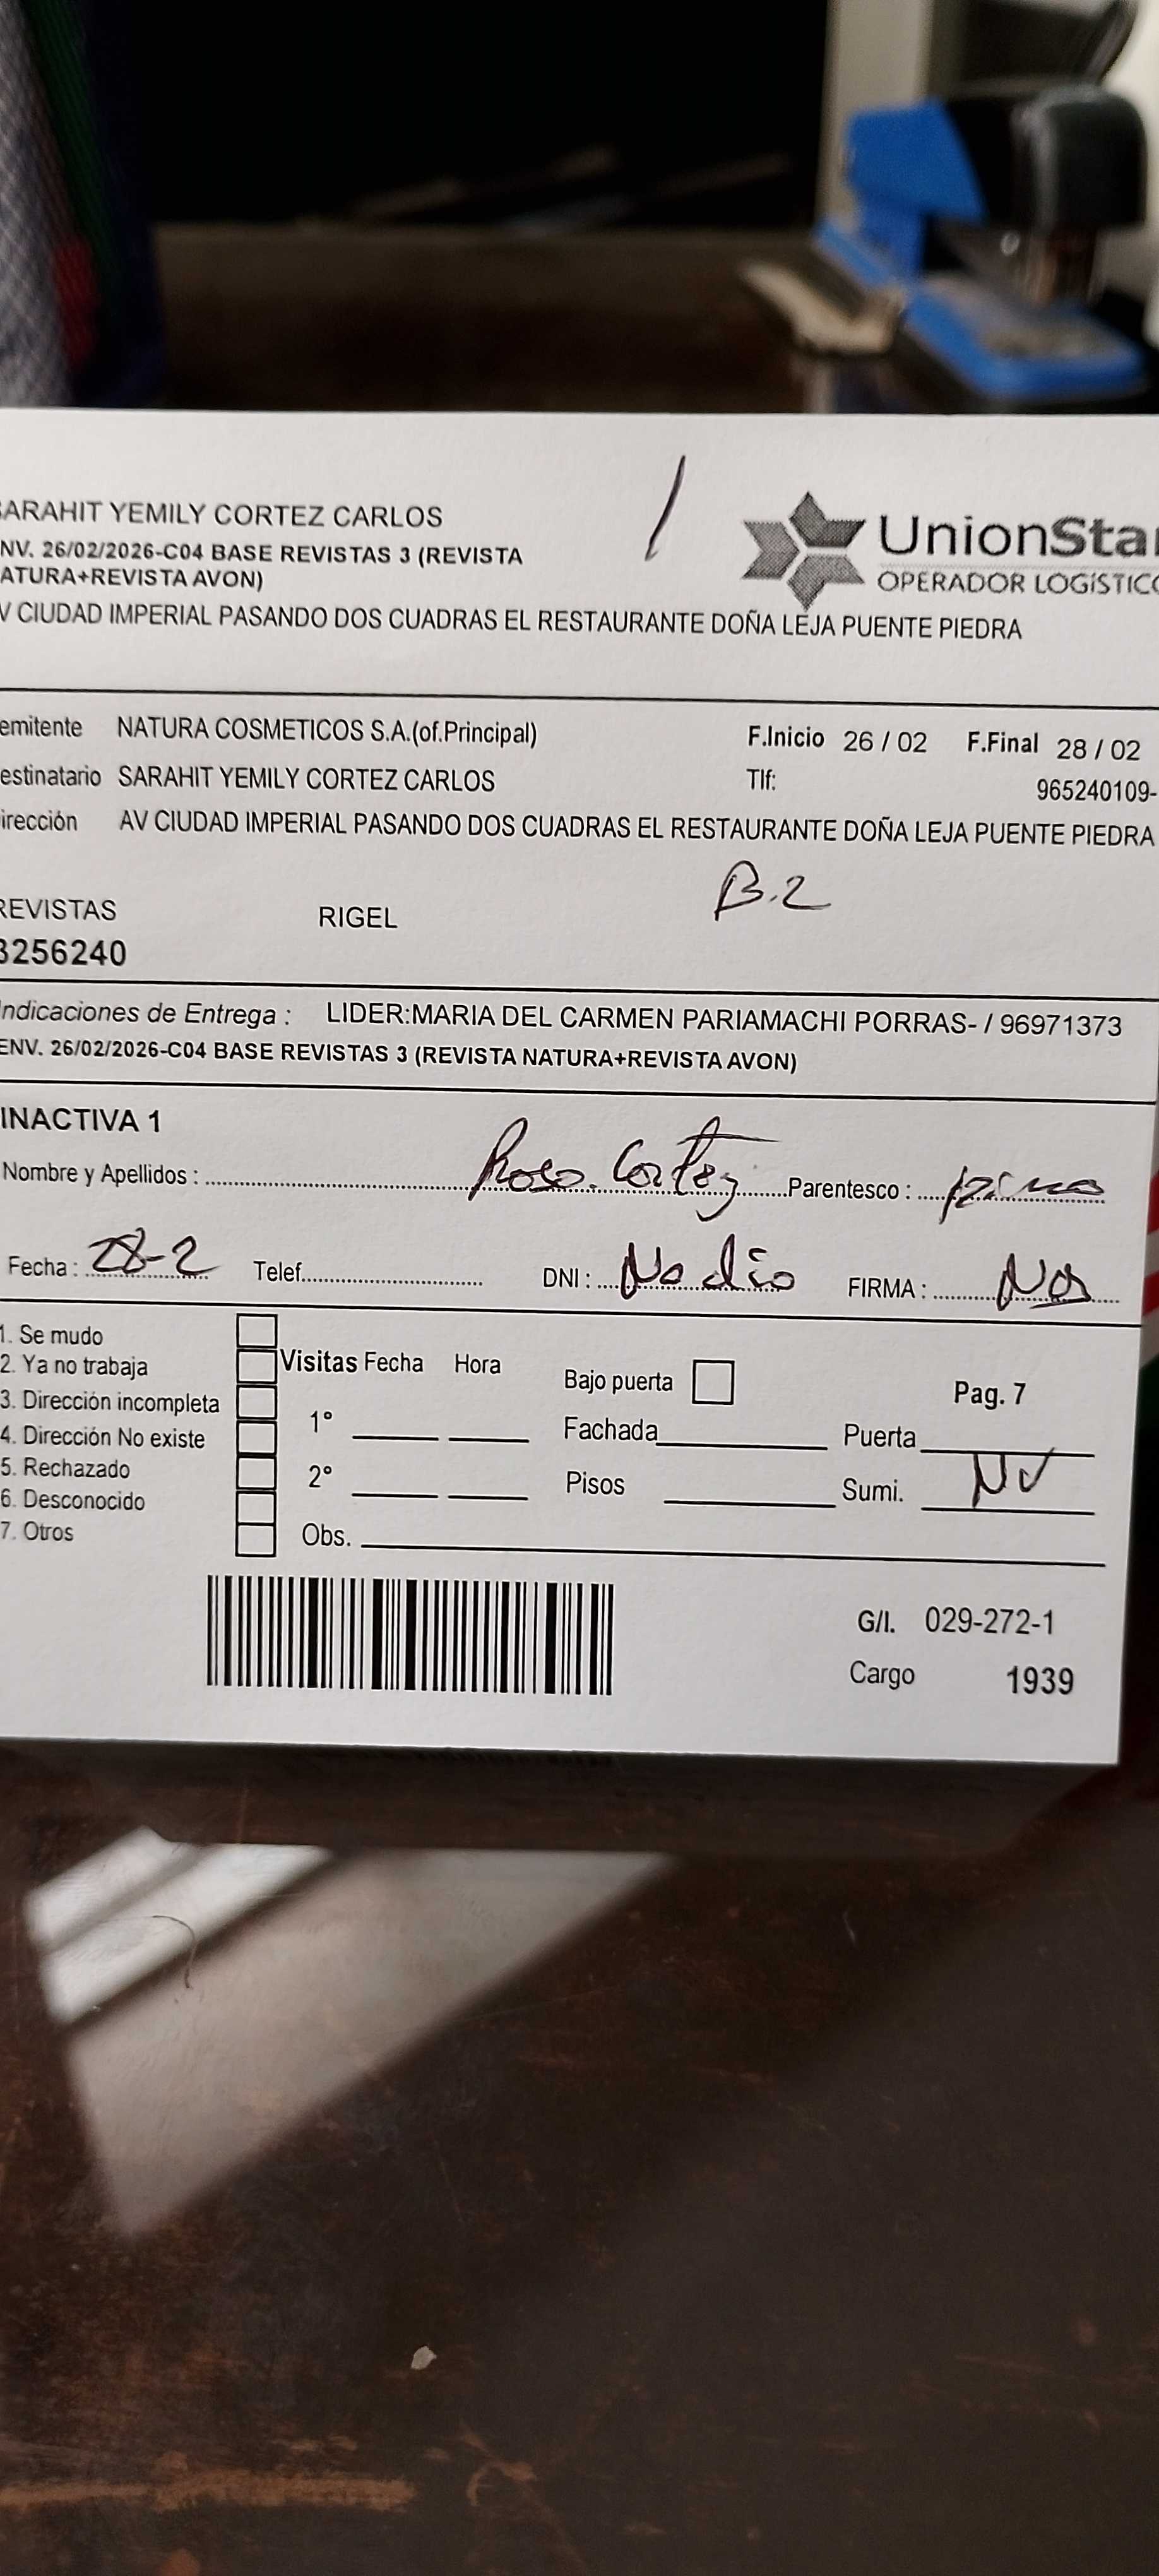 SARAHIT YEMILY CORTEZ CARLOS
NV. 26/02/2026-C04 BASE REVISTAS 3 (REVISTA
ATURA+REVISTA AVON)
V CIUDAD IMPERIAL PASANDO DOS CUADRAS EL RESTAURANTE DOÑA LEJA PUENTE PIEDRA
UnionSta
OPERADOR LOGÍSTICO
emitente NATURA COSMETICOS S.A.(of.Principal) F.Inicio 26 / 02 F.Final 28 / 02
estinatario SARAHIT YEMILY CORTEZ CARLOS Tlf: 965240109-
irección AV CIUDAD IMPERIAL PASANDO DOS CUADRAS EL RESTAURANTE DOÑA LEJA PUENTE PIEDRA
B.2
REVISTAS RIGEL
3256240
Indicaciones de Entrega : LIDER:MARIA DEL CARMEN PARIAMACHI PORRAS- / 96971373
ENV. 26/02/2026-C04 BASE REVISTAS 3 (REVISTA NATURA+REVISTA AVON)
INACTIVA 1
Nombre y Apellidos : Rosa. Cortez Parentesco :
Fecha : 28-2 Telef. DNI : No dio FIRMA :
1. Se mudo
2. Ya no trabaja
3. Dirección incompleta
4. Dirección No existe
5. Rechazado
6. Desconocido
7. Otros
Visitas Fecha Hora
1°
2°
Obs.
Bajo puerta
Fachada
Pisos
Pag. 7
Puerta
Sumi. NV
G/I. 029-272-1
Cargo 1939